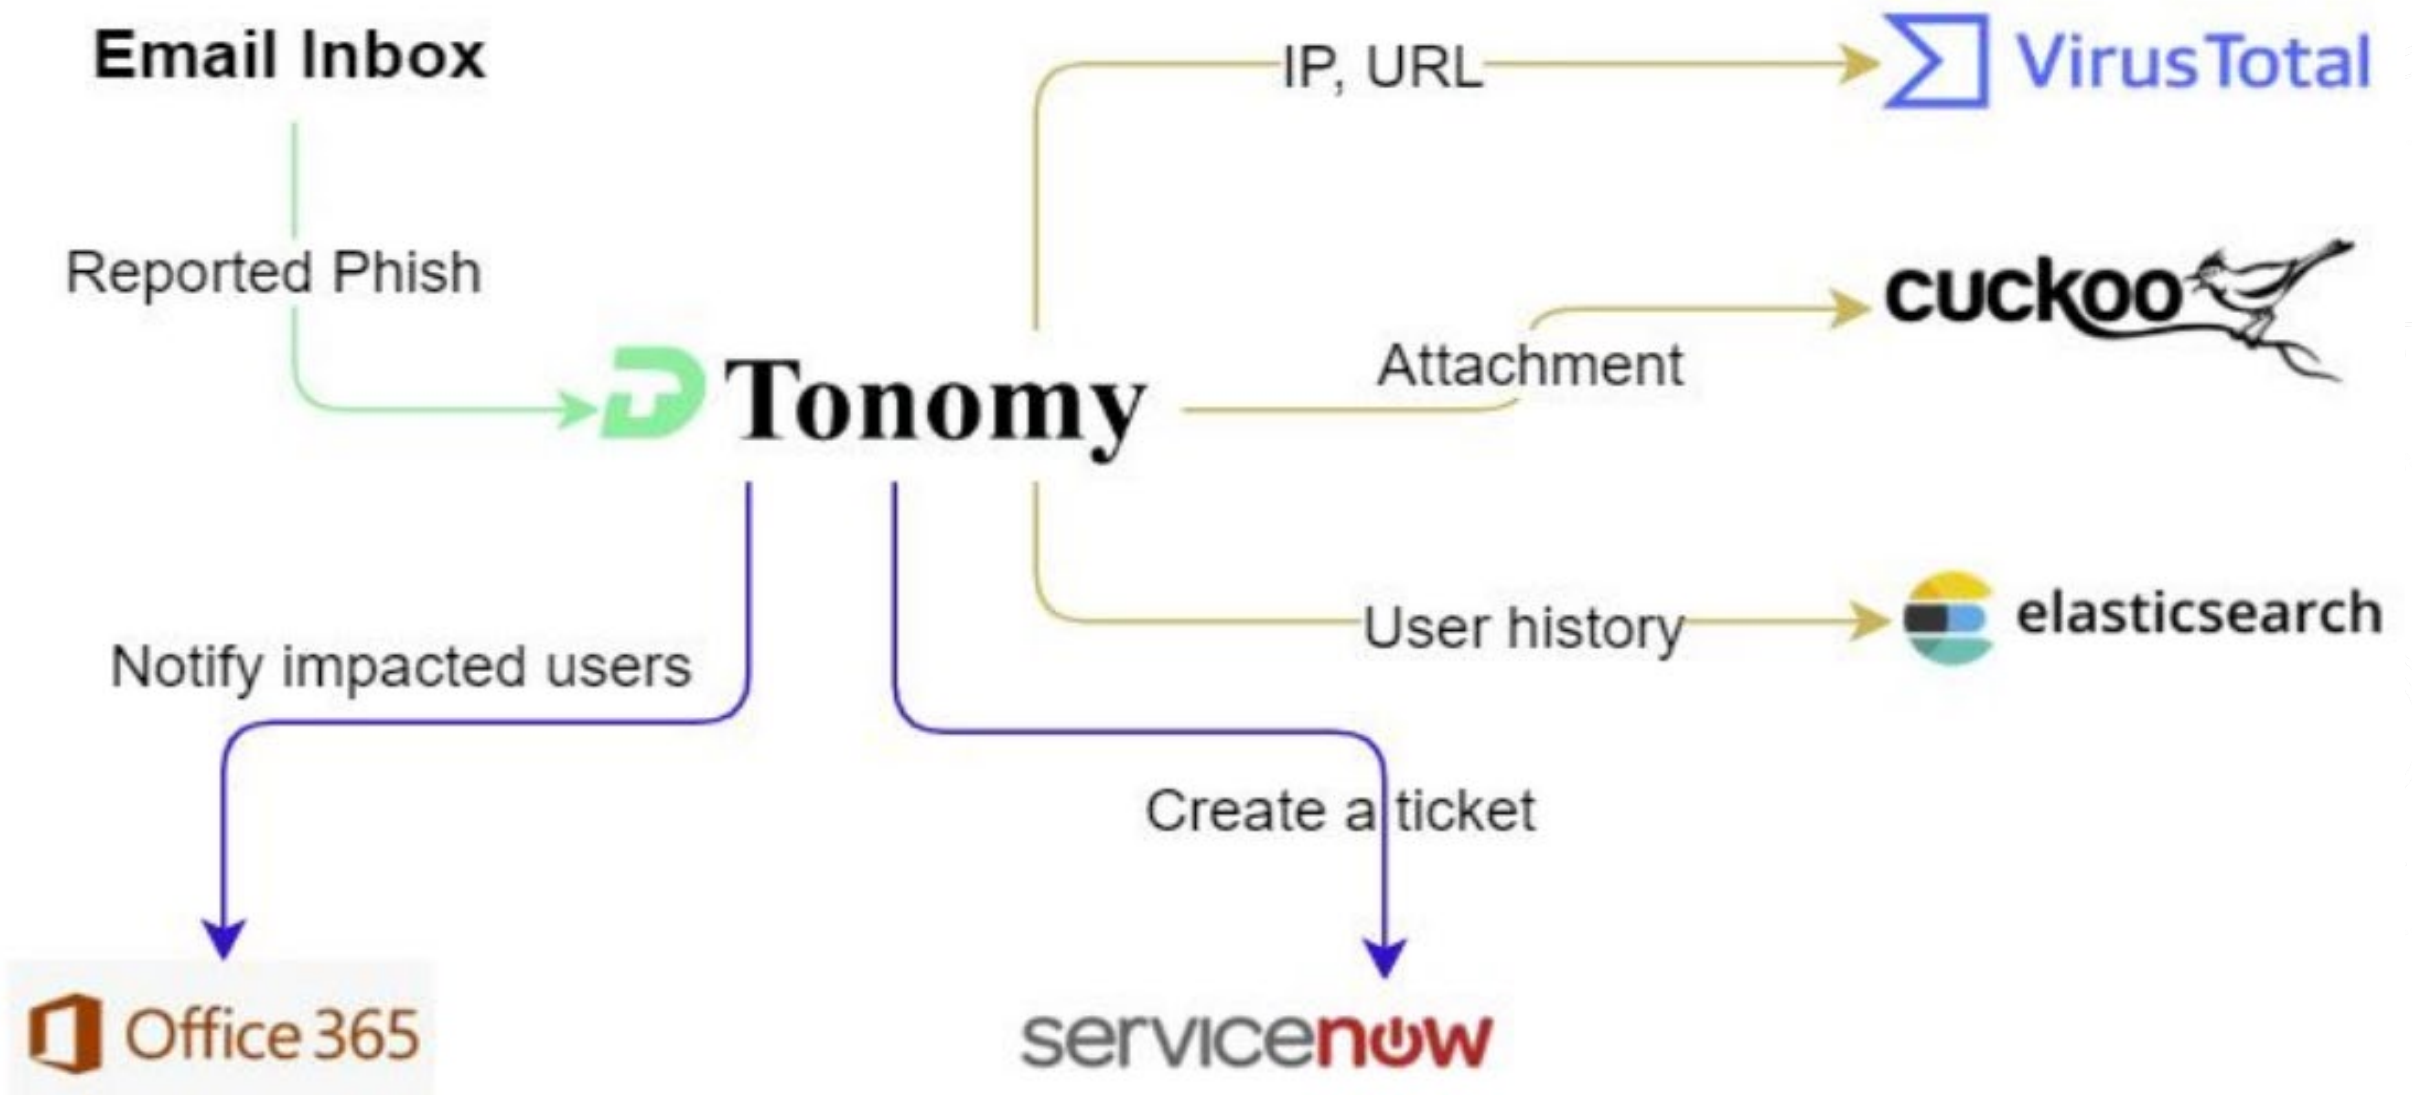 Email Inbox
IP, URL
VirusTotal
Reported Phish
cuckoo
Tonomy
Attachment
User history
elasticsearch
Notify impacted users
Create a ticket
Office 365
servicenow